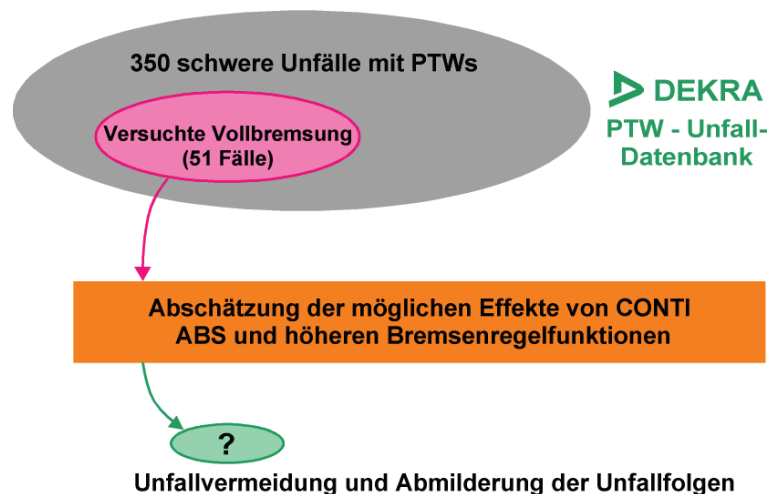 350 schwere Unfälle mit PTWs
Versuchte Vollbremsung
(51 Fälle)
DEKRA
PTW - Unfall-
Datenbank
Abschätzung der möglichen Effekte von CONTI
ABS und höheren Bremsenregelfunktionen
?
Unfallvermeidung und Abmilderung der Unfallfolgen